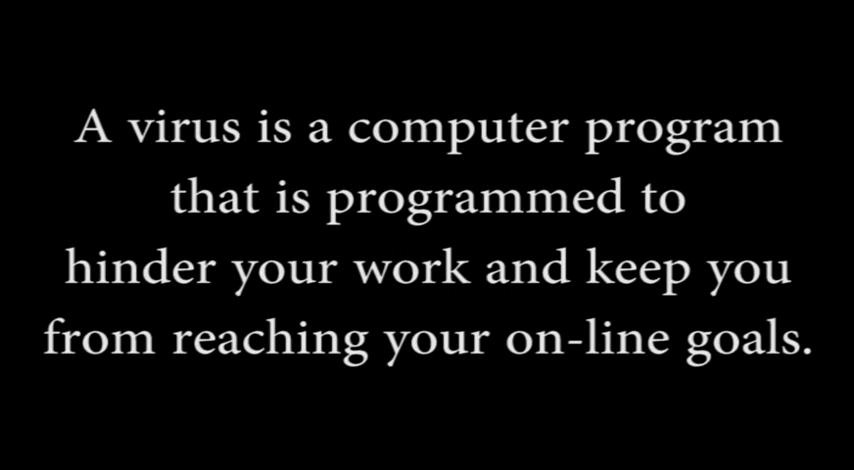 A virus is a computer program
that is programmed to
hinder your work and keep you
from reaching your on-line goals.